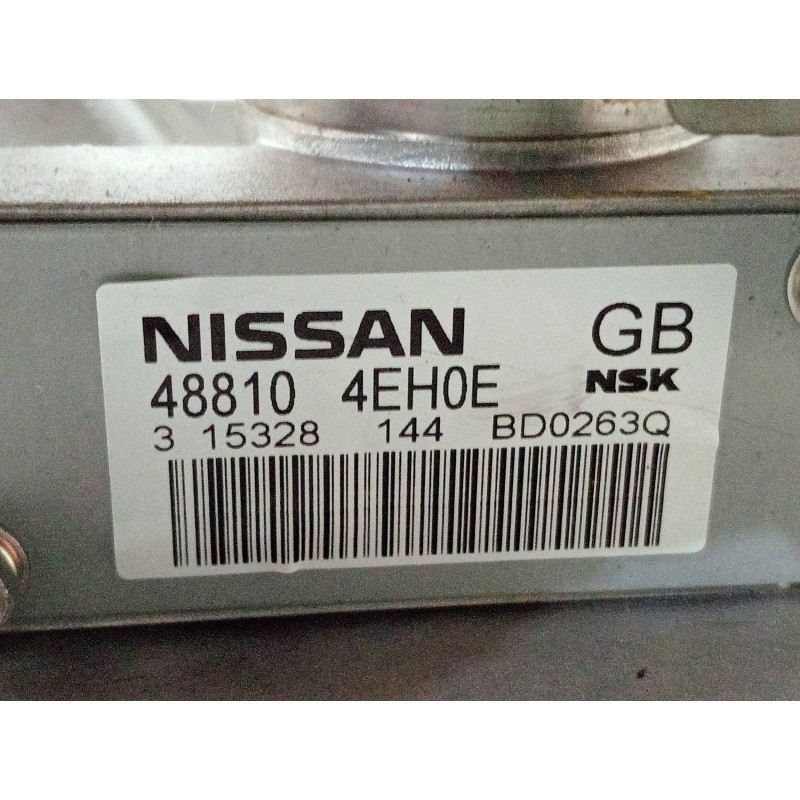 NISSAN GB
48810 4EH0E NSK
3 15328 144 BD0263Q